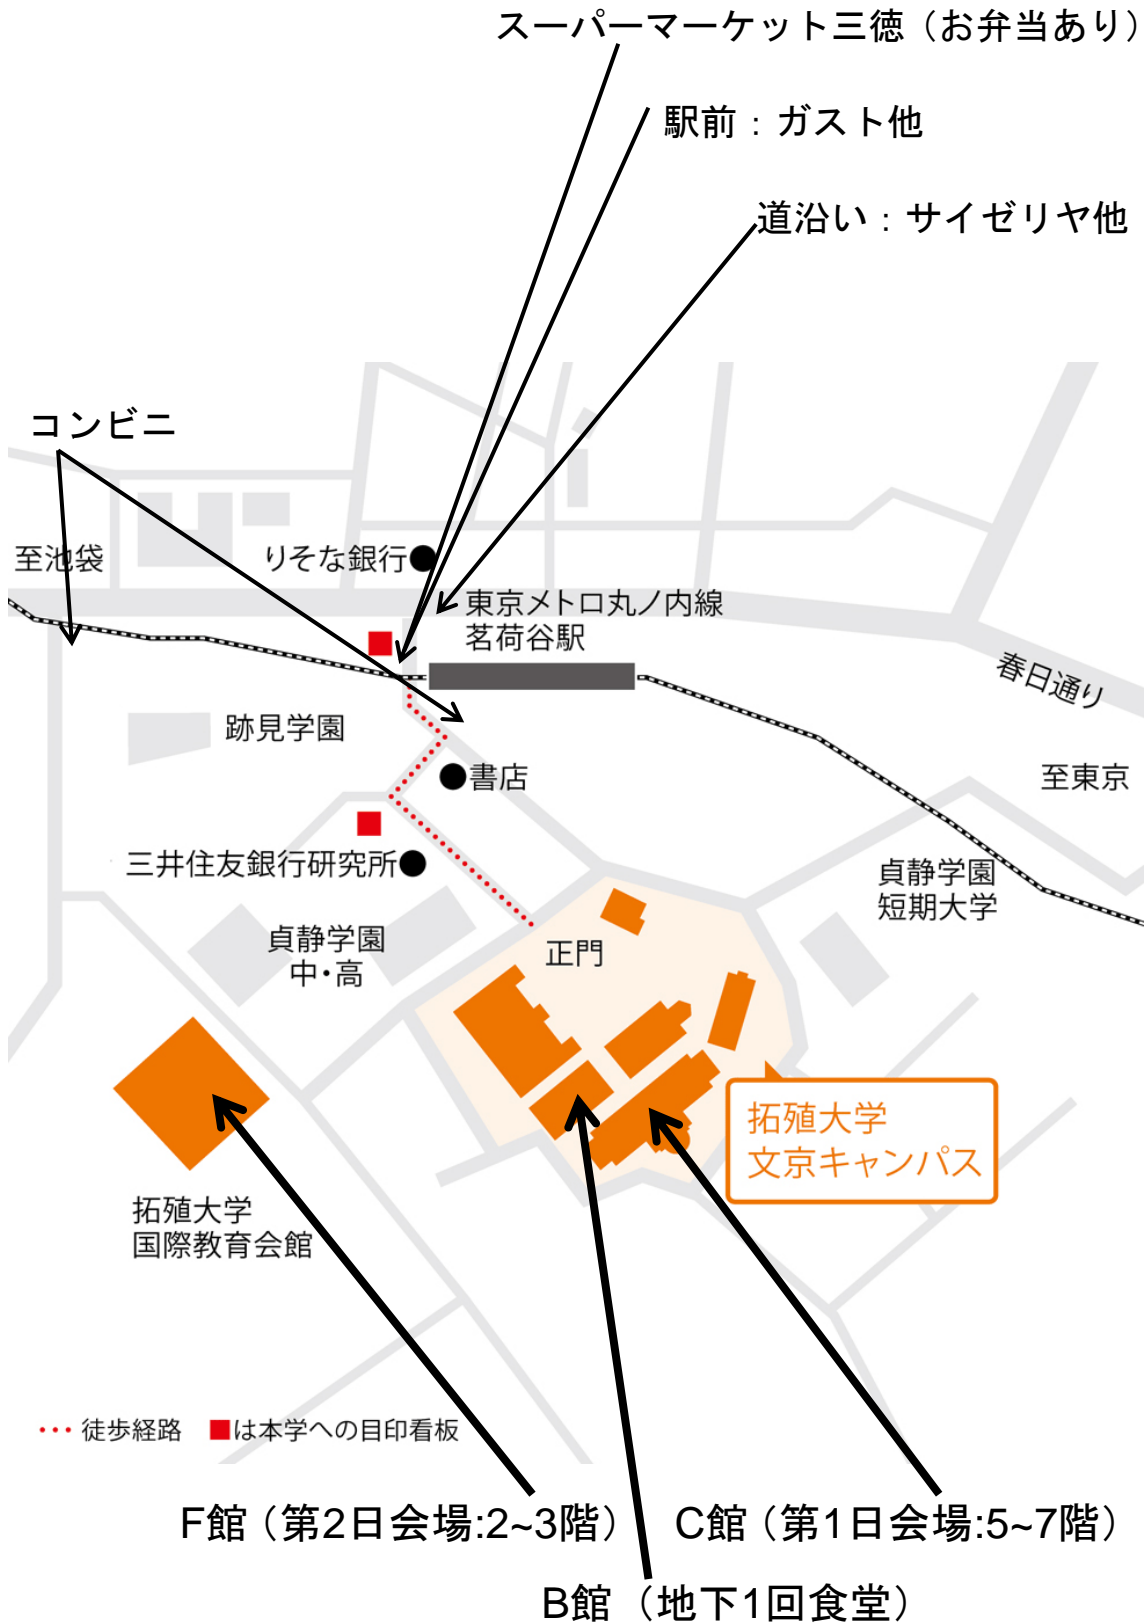 スーパーマーケット三徳（お弁当あり）
駅前：ガスト他
道沿い：サイゼリヤ他
コンビニ
至池袋
りそな銀行
東京メトロ丸ノ内線
茗荷谷駅
春日通り
跡見学園
書店
至東京
三井住友銀行研究所
貞静学園
短期大学
貞静学園
中・高
正門
拓殖大学
文京キャンパス
拓殖大学
国際教育会館
徒歩経路 ■は本学への目印看板
F館（第2日会場:2~3階）
C館（第1日会場:5~7階）
B館（地下1回食堂）